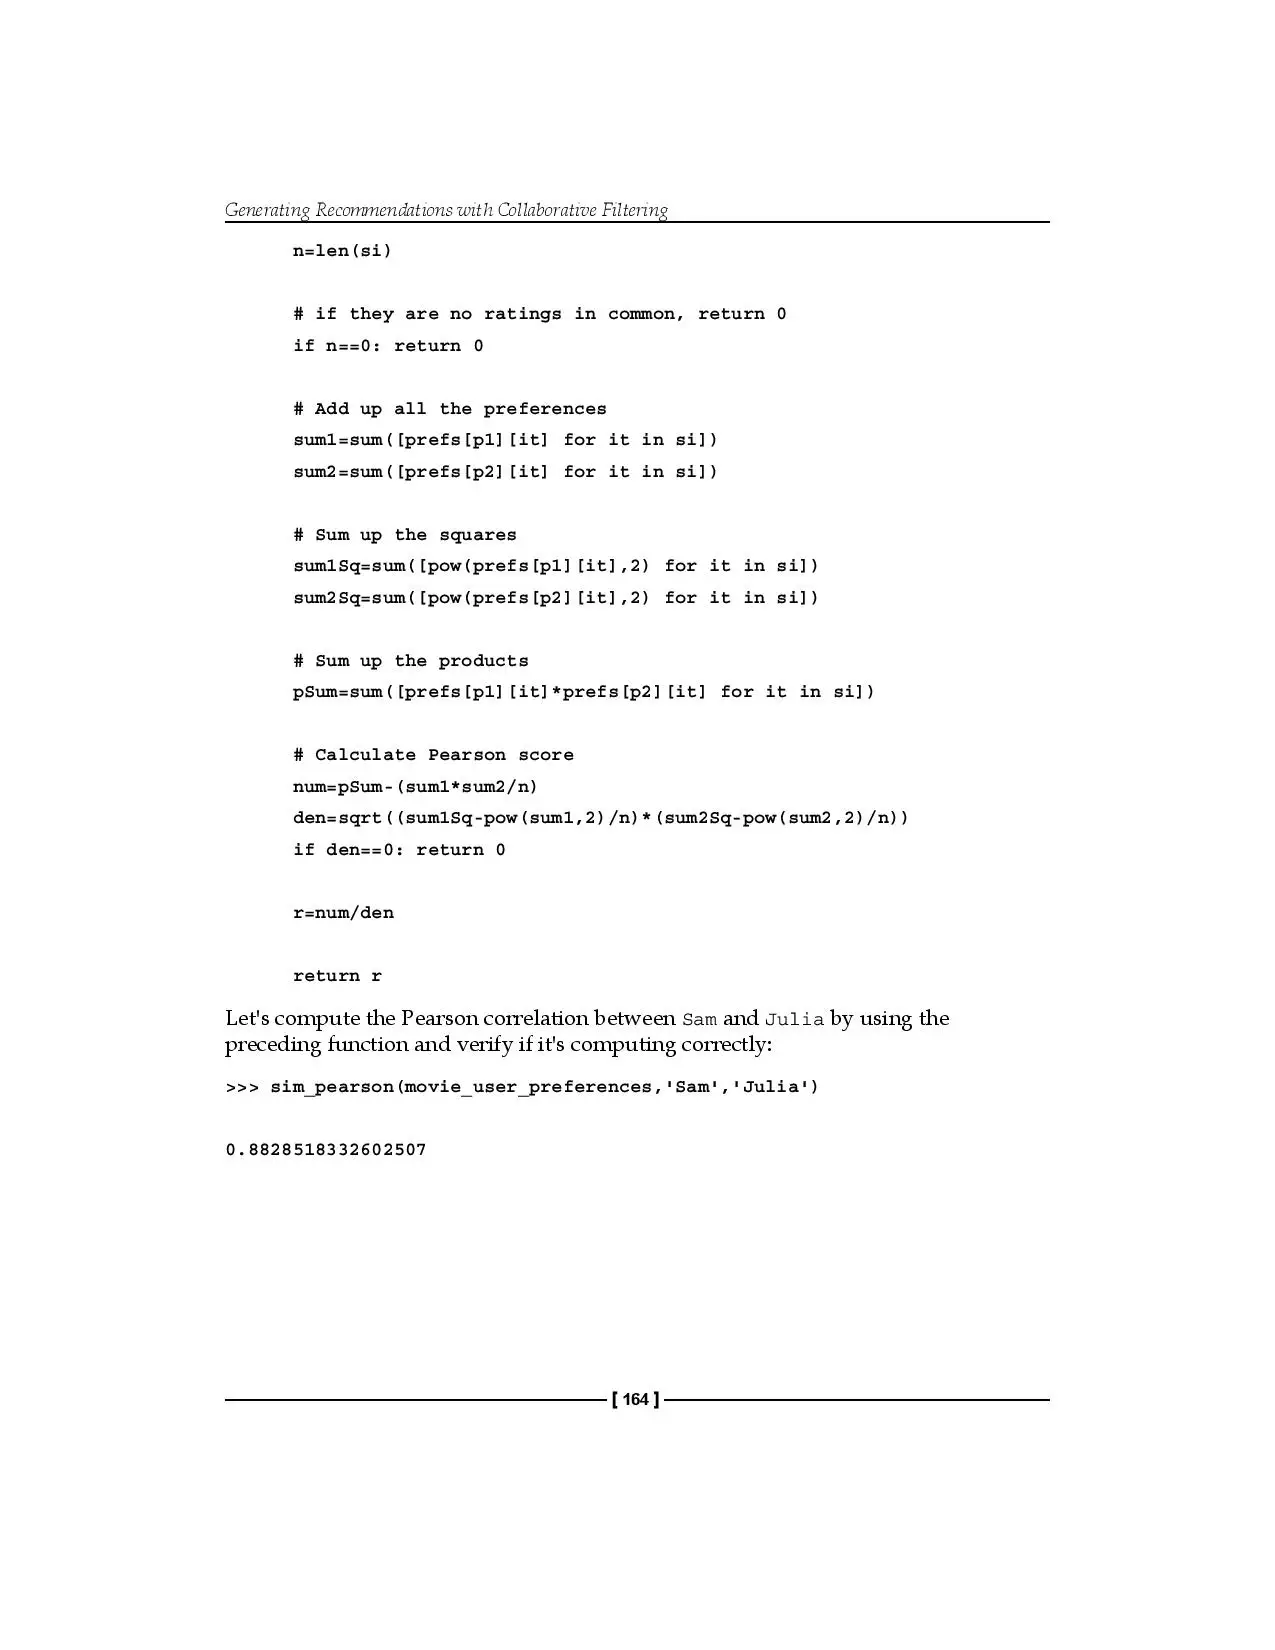 Generating Recommendations with Collaborative Filtering
n=len(si)
# if they are no ratings in common, return 0
if n==0: return 0
# Add up all the preferences
sum1=sum([prefs[p1][it] for it in si])
sum2=sum([prefs[p2][it] for it in si])
# Sum up the squares
sum1Sq=sum([pow(prefs[p1][it],2) for it in si])
sum2Sq=sum([pow(prefs[p2][it],2) for it in si])
# Sum up the products
pSum=sum([prefs[p1][it]*prefs[p2][it] for it in si])
# Calculate Pearson score
num=pSum-(sum1*sum2/n)
den=sqrt((sum1Sq-pow(sum1,2)/n)*(sum2Sq-pow(sum2,2)/n))
if den==0: return 0
r=num/den
return r
Let's compute the Pearson correlation between Sam and Julia by using the
preceding function and verify if it's computing correctly:
>>> sim_pearson(movie_user_preferences,'Sam','Julia')
0.8828518332602507
[ 164 ]